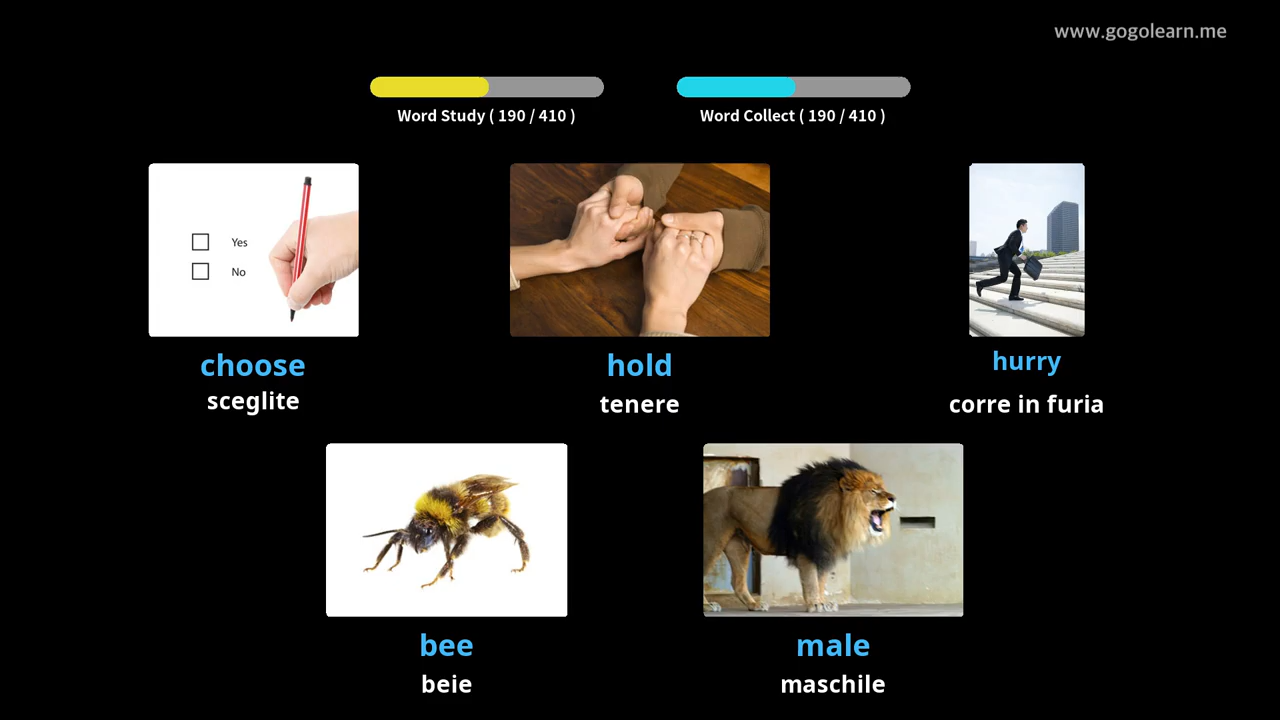 www.gogolearn.me
Word Study ( 190 / 410 )
Word Collect ( 190 / 410 )
Yes
No
choose
sceglite
hold
tenere
hurry
corre in furia
bee
beie
male
maschile